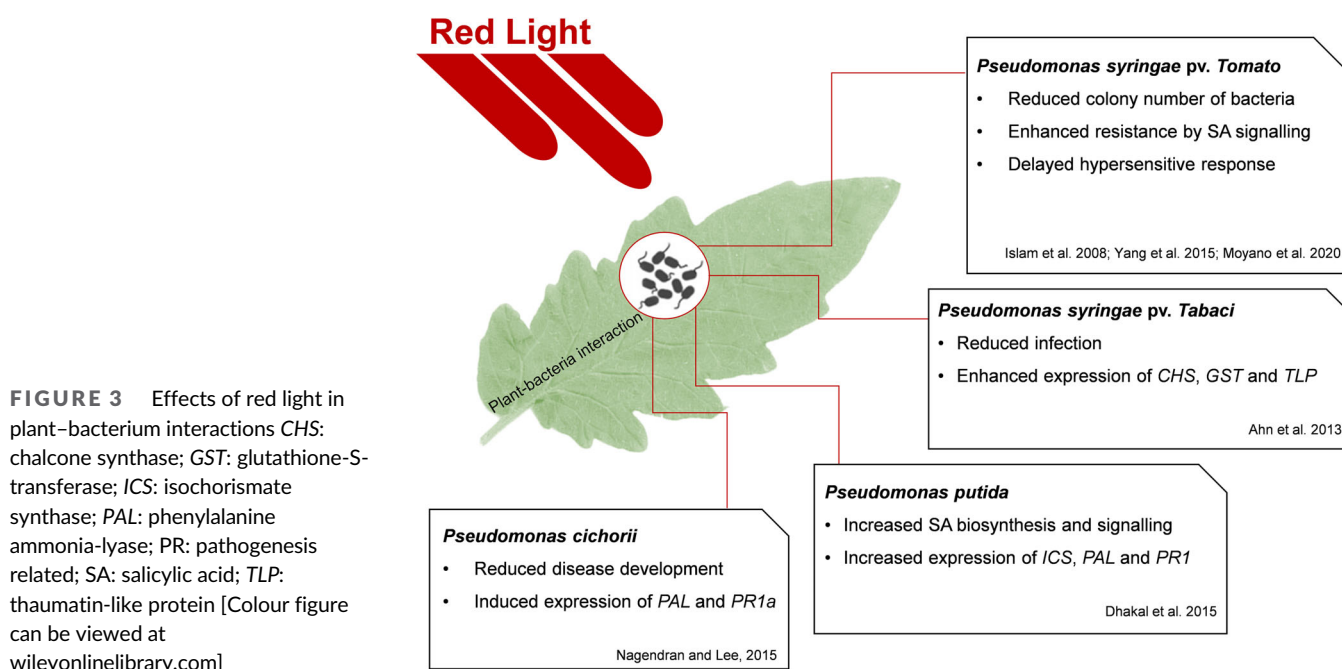 Red Light
Pseudomonas syringae pv. Tomato
• Reduced colony number of bacteria
• Enhanced resistance by SA signalling
• Delayed hypersensitive response
Islam et al. 2008; Yang et al. 2015; Moyano et al. 2020
Pseudomonas syringae pv. Tabaci
• Reduced infection
• Enhanced expression of CHS, GST and TLP
Ahn et al. 2013
Plant-bacteria interaction
Pseudomonas putida
• Increased SA biosynthesis and signalling
• Increased expression of ICS, PAL and PR1
Dhakal et al. 2015
Pseudomonas cichorii
• Reduced disease development
• Induced expression of PAL and PR1a
Nagendran and Lee, 2015
FIGURE 3 Effects of red light in
plant–bacterium interactions CHS:
chalcone synthase; GST: glutathione-S-
transferase; ICS: isochorismate
synthase; PAL: phenylalanine
ammonia-lyase; PR: pathogenesis
related; SA: salicylic acid; TLP:
thaumatin-like protein [Colour figure
can be viewed at
wileyonlinelibrary.com]